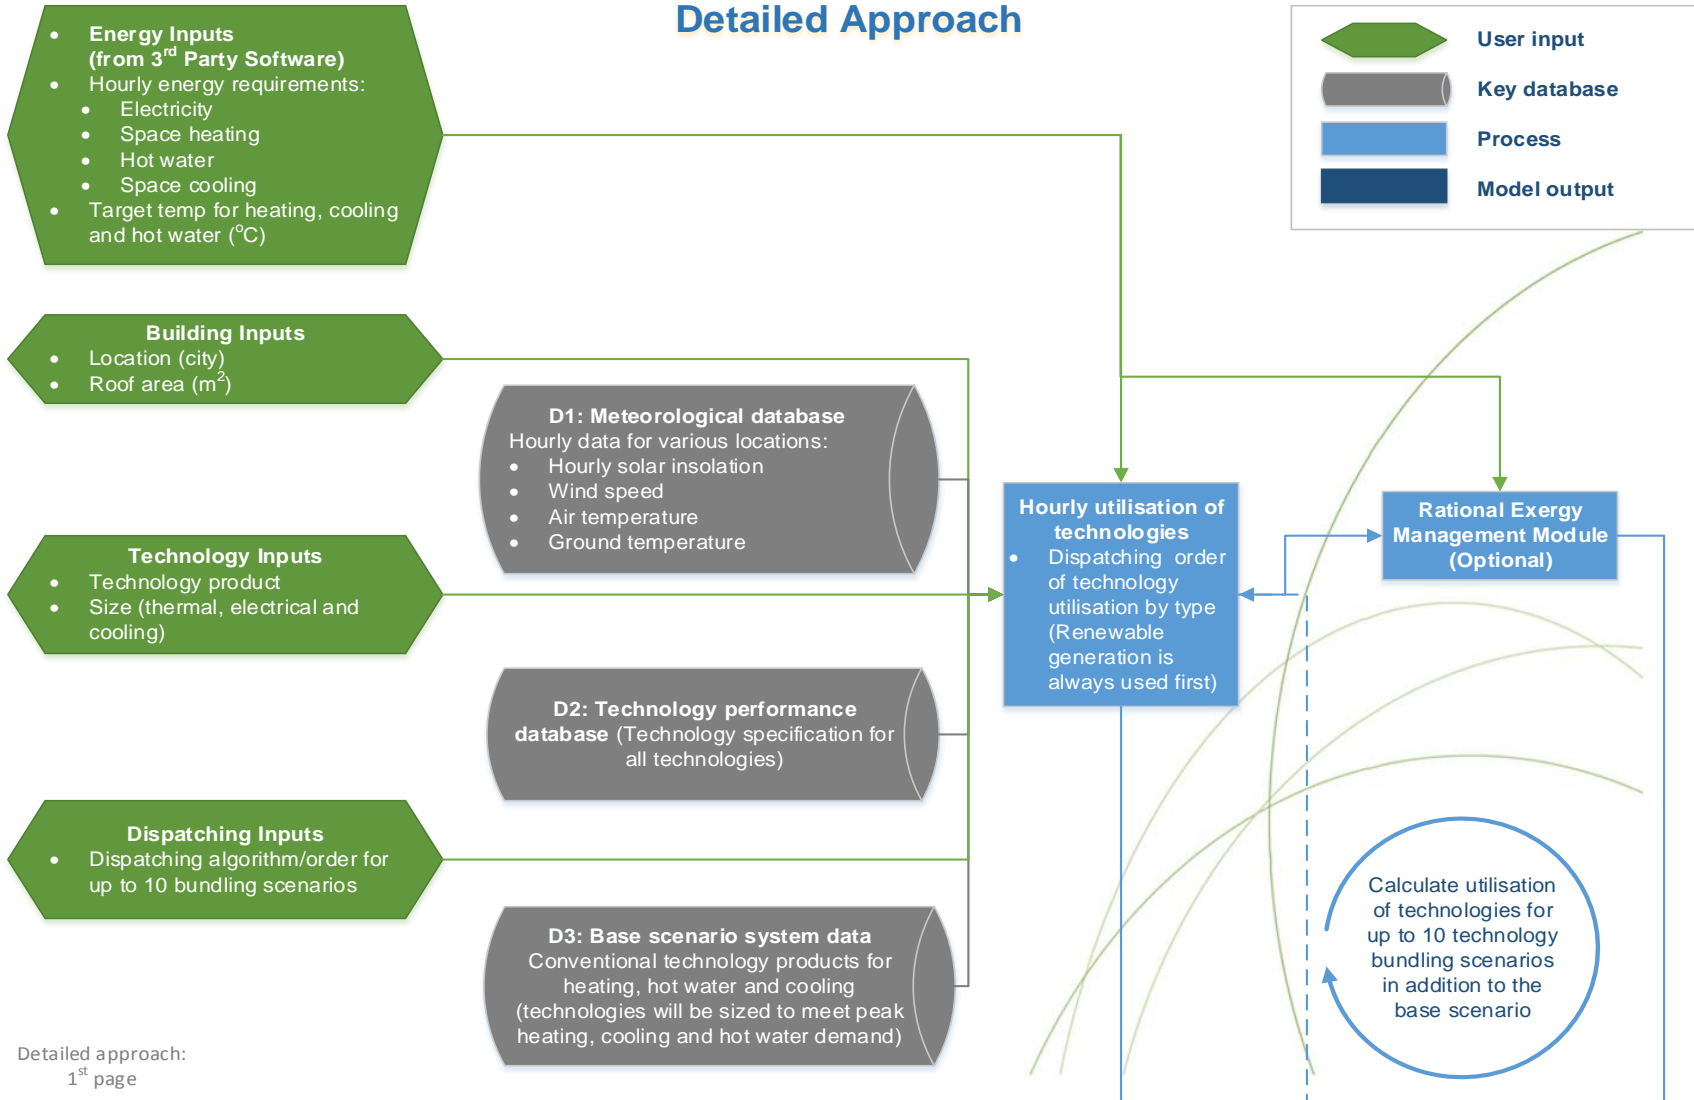 Detailed Approach
• Energy Inputs
(from 3rd Party Software)
• Hourly energy requirements:
• Electricity
• Space heating
• Hot water
• Space cooling
• Target temp for heating, cooling
and hot water (°C)
User input
Key database
Process
Model output
Building Inputs
• Location (city)
• Roof area (m²)
D1: Meteorological database
Hourly data for various locations:
• Hourly solar insolation
• Wind speed
• Air temperature
• Ground temperature
Technology Inputs
• Technology product
• Size (thermal, electrical and
cooling)
Hourly utilisation of
technologies
• Dispatching order
of technology
utilisation by type
(Renewable
generation is
always used first)
Rational Exergy
Management Module
(Optional)
D2: Technology performance
database (Technology specification for
all technologies)
Dispatching Inputs
• Dispatching algorithm/order for
up to 10 bundling scenarios
D3: Base scenario system data
Conventional technology products for
heating, hot water and cooling
(technologies will be sized to meet peak
heating, cooling and hot water demand)
Calculate utilisation
of technologies for
up to 10 technology
bundling scenarios
in addition to the
base scenario
Detailed approach:
1st page